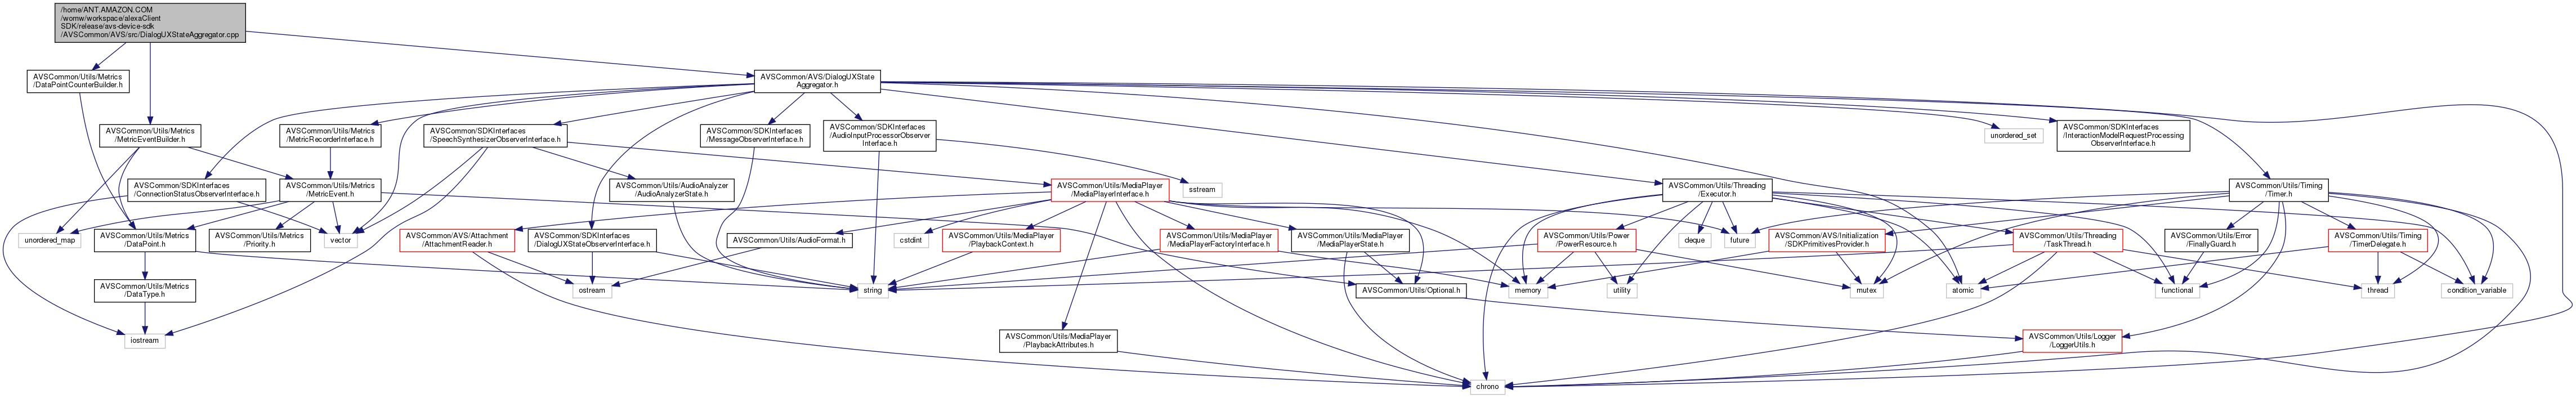 /home/ANT.AMAZON.COM
/womw/workspace/alexaClient
SDK/release/avs-device-sdk
/AVSCommon/AVS/src/DialogUXStateAggregator.cpp
AVSCommon/Utils/Metrics
/DataPointCounterBuilder.h
AVSCommon/AVS/DialogUXState
Aggregator.h
AVSCommon/Utils/Metrics
/MetricEventBuilder.h
AVSCommon/Utils/Metrics
/MetricRecorderInterface.h
AVSCommon/SDKInterfaces
/SpeechSynthesizerObserverInterface.h
AVSCommon/SDKInterfaces
/MessageObserverInterface.h
AVSCommon/SDKInterfaces
/AudioInputProcessorObserver
Interface.h
unordered_set
AVSCommon/SDKInterfaces
/InteractionModelRequestProcessing
ObserverInterface.h
AVSCommon/SDKInterfaces
/ConnectionStatusObserverInterface.h
AVSCommon/Utils/Metrics
/MetricEvent.h
AVSCommon/Utils/AudioAnalyzer
/AudioAnalyzerState.h
AVSCommon/Utils/MediaPlayer
/MediaPlayerInterface.h
sstream
AVSCommon/Utils/Threading
/Executor.h
AVSCommon/Utils/Timing
/Timer.h
unordered_map
AVSCommon/Utils/Metrics
/DataPoint.h
AVSCommon/Utils/Metrics
/Priority.h
vector
AVSCommon/AVS/Attachment
/AttachmentReader.h
AVSCommon/SDKInterfaces
/DialogUXStateObserverInterface.h
AVSCommon/Utils/AudioFormat.h
cstdint
AVSCommon/Utils/MediaPlayer
/PlaybackContext.h
AVSCommon/Utils/MediaPlayer
/MediaPlayerFactoryInterface.h
AVSCommon/Utils/MediaPlayer
/MediaPlayerState.h
AVSCommon/Utils/Power
/PowerResource.h
deque
future
AVSCommon/AVS/Initialization
/SDKPrimitivesProvider.h
AVSCommon/Utils/Threading
/TaskThread.h
AVSCommon/Utils/Error
/FinallyGuard.h
AVSCommon/Utils/Timing
/TimerDelegate.h
AVSCommon/Utils/Metrics
/DataType.h
ostream
string
AVSCommon/Utils/Optional.h
memory
utility
mutex
atomic
functional
thread
condition_variable
iostream
AVSCommon/Utils/MediaPlayer
/PlaybackAttributes.h
AVSCommon/Utils/Logger
/LoggerUtils.h
chrono